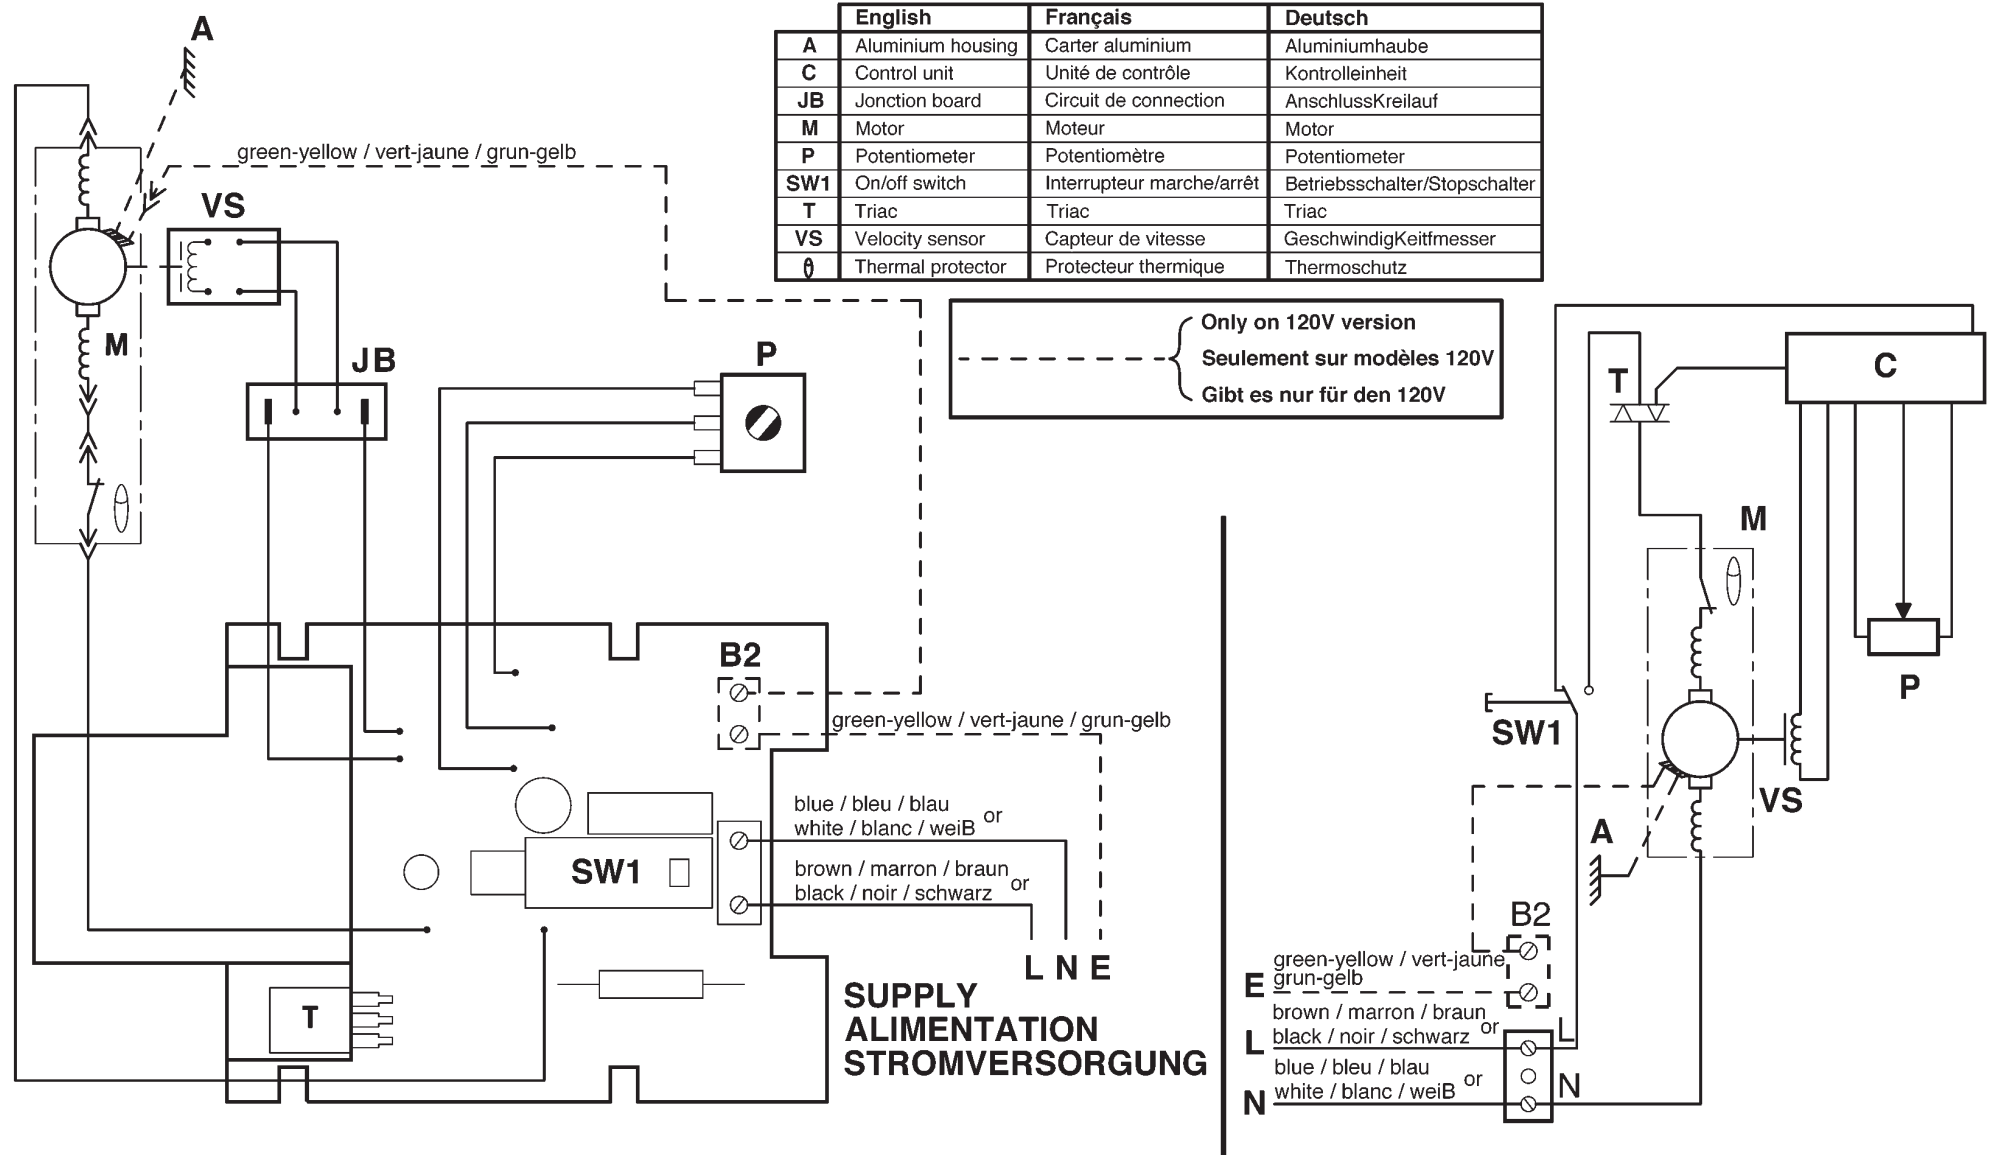 English Français Deutsch
A Aluminium housing Carter aluminium Aluminiumhaube
C Control unit Unité de contrôle Kontrolleinheit
JB Jonction board Circuit de connection AnschlussKreilauf
M Motor Moteur Motor
P Potentiometer Potentiomètre Potentiometer
SW1 On/off switch Interrupteur marche/arrêt Betriebsschalter/Stopschalter
T Triac Triac Triac
VS Velocity sensor Capteur de vitesse GeschwindigKeitfmesser
θ Thermal protector Protecteur thermique Thermoschutz
Only on 120V version
Seulement sur modèles 120V
Gibt es nur für den 120V
A
green-yellow / vert-jaune / grun-gelb
VS
M
JB
P
B2
green-yellow / vert-jaune / grun-gelb
blue / bleu / blau
or
white / blanc / weiB
brown / marron / braun
or
black / noir / schwarz
SW1
L N E
T
SUPPLY
ALIMENTATION
STROMVERSORGUNG
C
T
M
P
SW1
VS
A
B2
green-yellow / vert-jaune
E
grun-gelb
brown / marron / braun
or
L
black / noir / schwarz
L
blue / bleu / blau
or
N
white / blanc / weiB
N